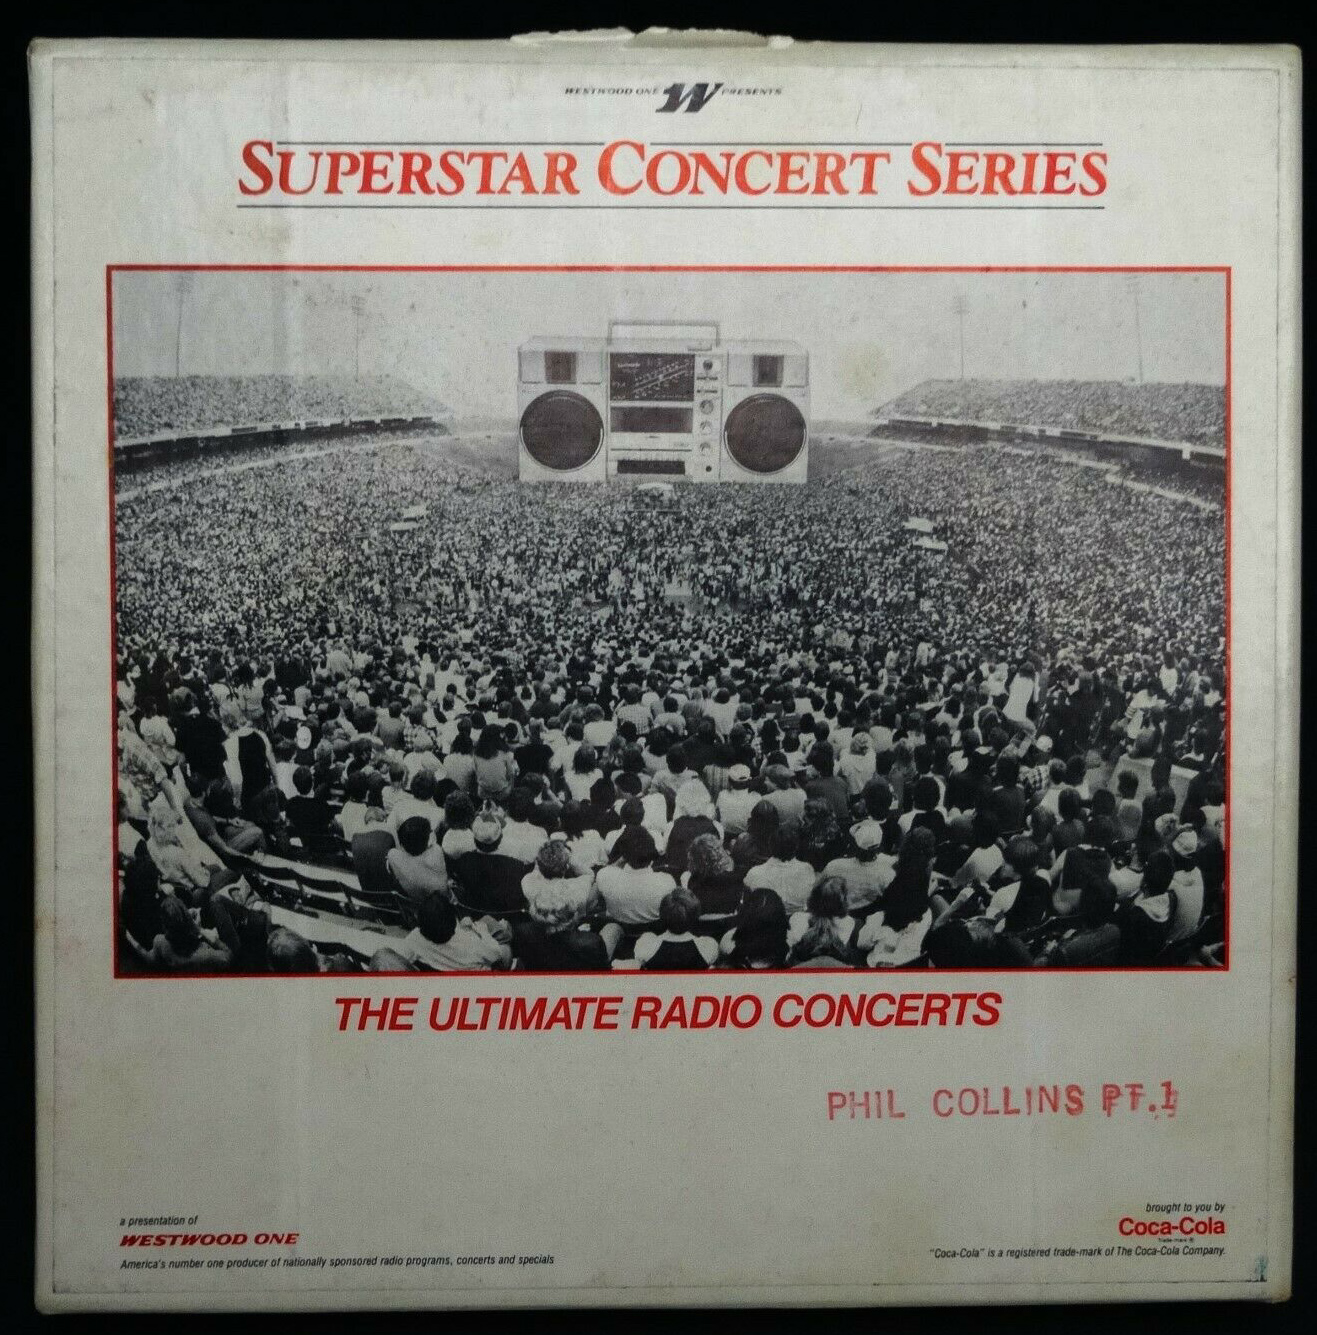 WESTWOOD ONE W PRESENTS
SUPERSTAR CONCERT SERIES
THE ULTIMATE RADIO CONCERTS
PHIL COLLINS PT.1
a presentation of
WESTWOOD ONE
America's number one producer of nationally sponsored radio programs, concerts and specials
brought to you by
Coca-Cola
Trade-mark ®
"Coca-Cola" is a registered trade-mark of The Coca-Cola Company.